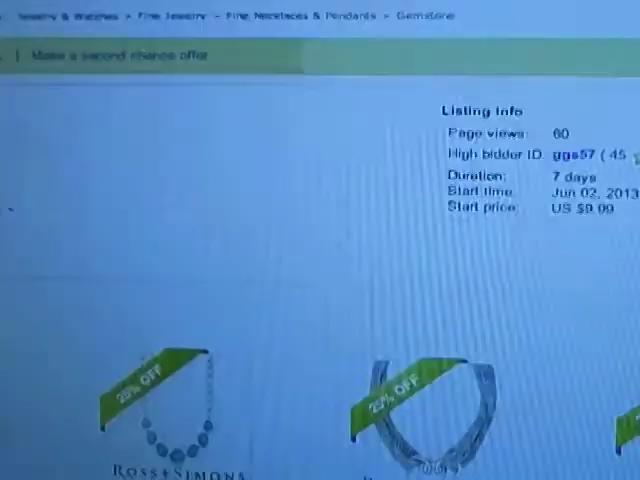 Jewelry & Watches > Fine Jewelry > Fine Necklaces & Pendants > Gemstone
| Make a second chance offer
Listing info
Page views: 60
High bidder ID: ggs57 ( 45
Duration: 7 days
Start time: Jun 02, 2013
Start price: US $9.99
25% OFF
25% OFF
ROSS+SIMONS